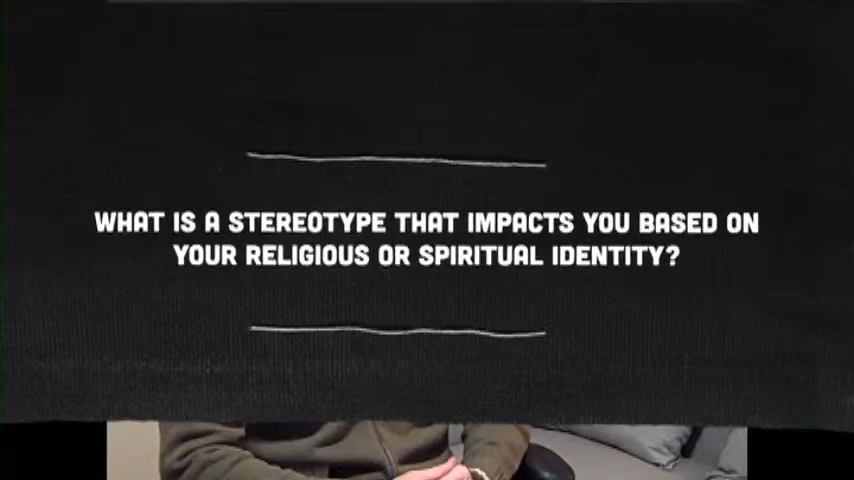 WHAT IS A STEREOTYPE THAT IMPACTS YOU BASED ON
YOUR RELIGIOUS OR SPIRITUAL IDENTITY?